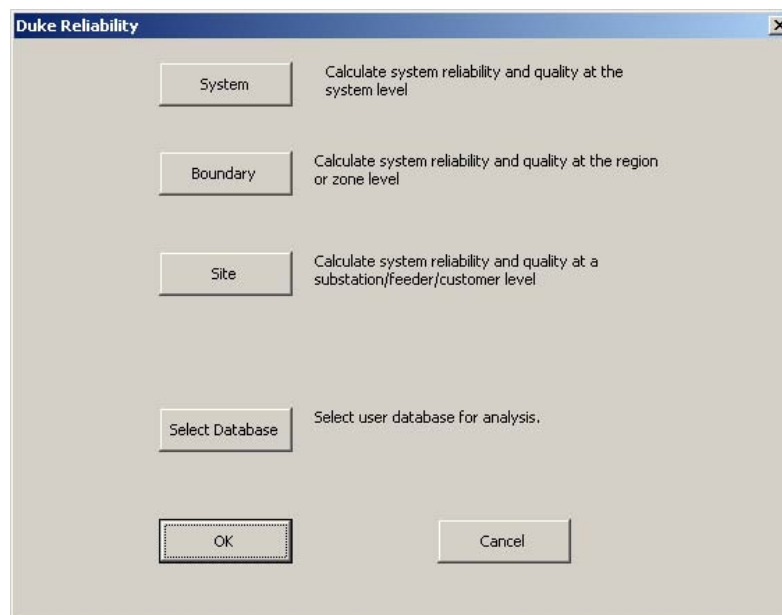 Duke Reliability
System
Calculate system reliability and quality at the
system level
Boundary
Calculate system reliability and quality at the region
or zone level
Site
Calculate system reliability and quality at a
substation/feeder/customer level
Select Database
Select user database for analysis.
OK
Cancel